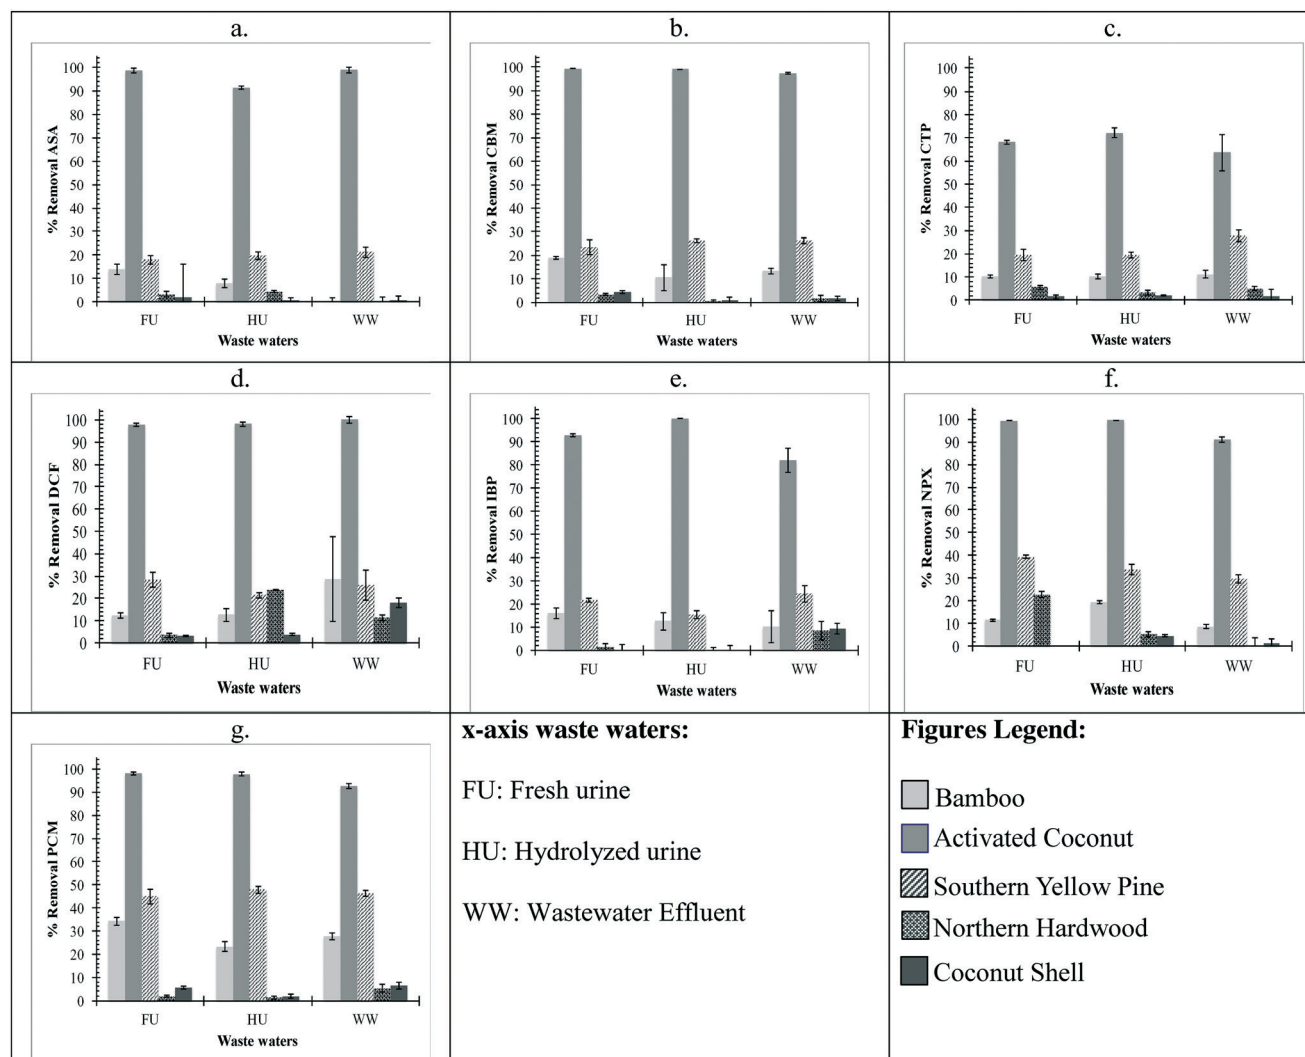 a.
% Removal ASA
100
90
80
70
60
50
40
30
20
10
0
FU HU WW
Waste waters
b.
% Removal CBM
100
90
80
70
60
50
40
30
20
10
0
FU HU WW
Waste waters
c.
% Removal CTP
100
90
80
70
60
50
40
30
20
10
0
FU HU WW
Waste waters
d.
% Removal DCF
100
90
80
70
60
50
40
30
20
10
0
FU HU WW
Waste waters
e.
% Removal IBP
100
90
80
70
60
50
40
30
20
10
0
FU HU WW
Waste waters
f.
% Removal NPX
100
90
80
70
60
50
40
30
20
10
0
FU HU WW
Waste waters
g.
% Removal PCM
100
90
80
70
60
50
40
30
20
10
0
FU HU WW
Waste waters
x-axis waste waters:
FU: Fresh urine
HU: Hydrolyzed urine
WW: Wastewater Effluent
Figures Legend:
Bamboo
Activated Coconut
Southern Yellow Pine
Northern Hardwood
Coconut Shell